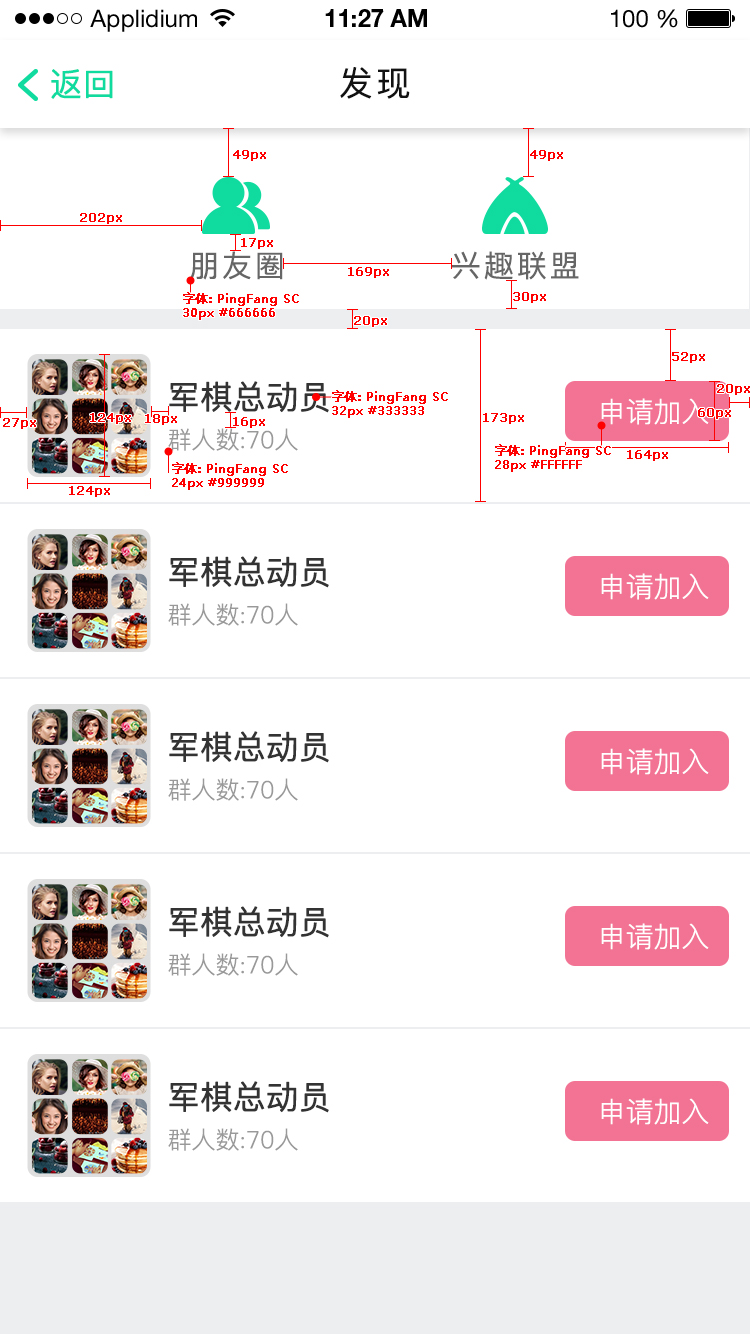 Applidium 11:27 AM 100 %
返回 发现
49px 49px
202px
17px
朋友圈 169px 兴趣联盟
字体: PingFang SC
30px #666666
30px
20px
52px
20px
军棋总动员
字体: PingFang SC
32px #333333
申请加入
60px
27px 124px 18px 16px 173px
群人数:70人
字体: PingFang SC
28px #FFFFFF
164px
字体: PingFang SC
24px #999999
124px
军棋总动员
申请加入
群人数:70人
军棋总动员
申请加入
群人数:70人
军棋总动员
申请加入
群人数:70人
军棋总动员
申请加入
群人数:70人